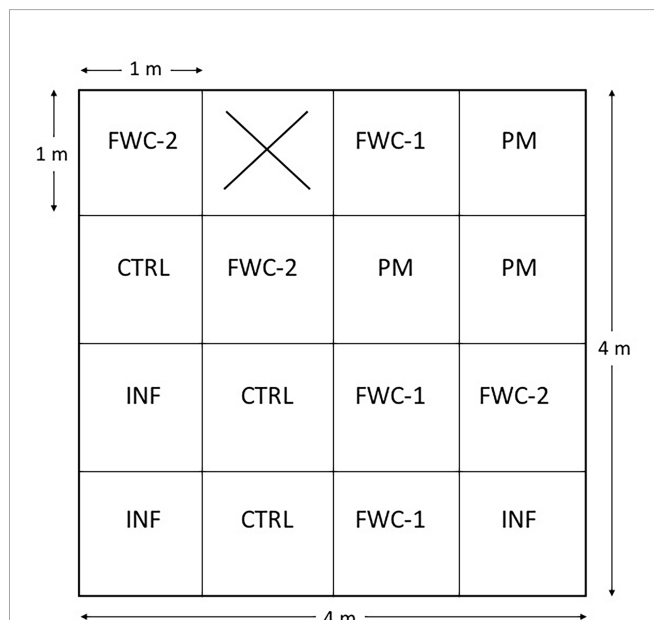 1 m
1 m
FWC-2 FWC-1 PM
CTRL FWC-2 PM PM
4 m
INF CTRL FWC-1 FWC-2
INF CTRL FWC-1 INF
4 m